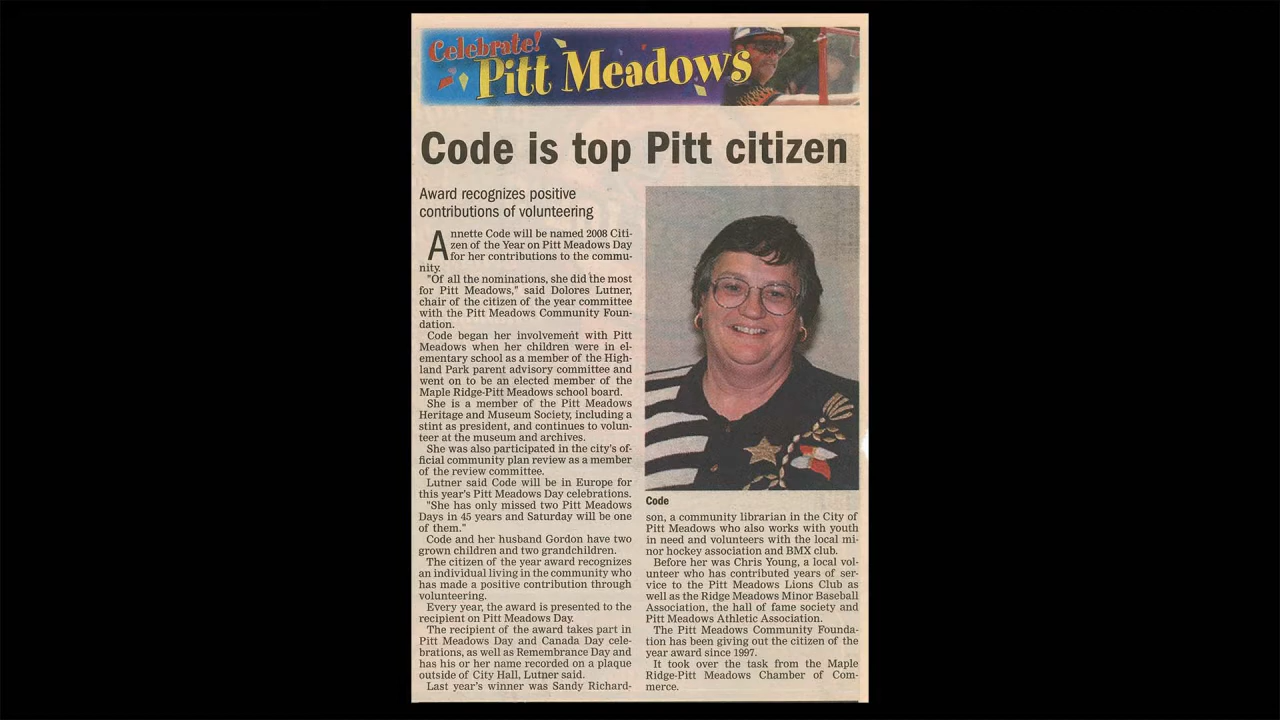 Celebrate!
Pitt Meadows
Code is top Pitt citizen
Award recognizes positive
contributions of volunteering
Annette Code will be named 2008 Citi-
zen of the Year on Pitt Meadows Day
for her contributions to the commu-
nity.
"Of all the nominations, she did the most
for Pitt Meadows," said Dolores Lutner,
chair of the citizen of the year committee
with the Pitt Meadows Community Foun-
dation.
Code began her involvement with Pitt
Meadows when her children were in el-
ementary school as a member of the High-
land Park parent advisory committee and
went on to be an elected member of the
Maple Ridge-Pitt Meadows school board.
She is a member of the Pitt Meadows
Heritage and Museum Society, including a
stint as president, and continues to volun-
teer at the museum and archives.
She was also participated in the city's of-
ficial community plan review as a member
of the review committee.
Lutner said Code will be in Europe for
this year's Pitt Meadows Day celebrations.
"She has only missed two Pitt Meadows
Days in 45 years and Saturday will be one
of them."
Code and her husband Gordon have two
grown children and two grandchildren.
The citizen of the year award recognizes
an individual living in the community who
has made a positive contribution through
volunteering.
Every year, the award is presented to the
recipient on Pitt Meadows Day.
The recipient of the award takes part in
Pitt Meadows Day and Canada Day cele-
brations, as well as Remembrance Day and
has his or her name recorded on a plaque
outside of City Hall, Lutner said.
Last year's winner was Sandy Richard-
Code
son, a community librarian in the City of
Pitt Meadows who also works with youth
in need and volunteers with the local mi-
nor hockey association and BMX club.
Before her was Chris Young, a local vol-
unteer who has contributed years of ser-
vice to the Pitt Meadows Lions Club as
well as the Ridge Meadows Minor Baseball
Association, the hall of fame society and
Pitt Meadows Athletic Association.
The Pitt Meadows Community Founda-
tion has been giving out the citizen of the
year award since 1997.
It took over the task from the Maple
Ridge-Pitt Meadows Chamber of Com-
merce.